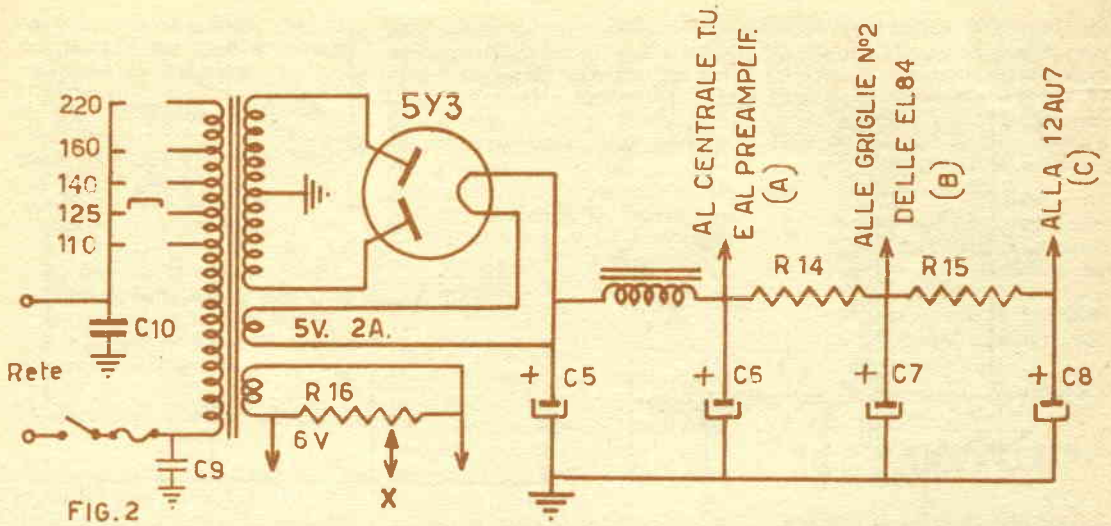 220
160
140
125
110
C10
Rete
C9
FIG.2
5Y3
5V. 2A.
R 16
6 V
X
AL CENTRALE T.U.
E AL PREAMPLIF.
(A)
ALLE GRIGLIE Nº2
DELLE EL84
(B)
ALLA 12AU7
(C)
R 14
R 15
+ C5
+ C6
+ C7
+ C8